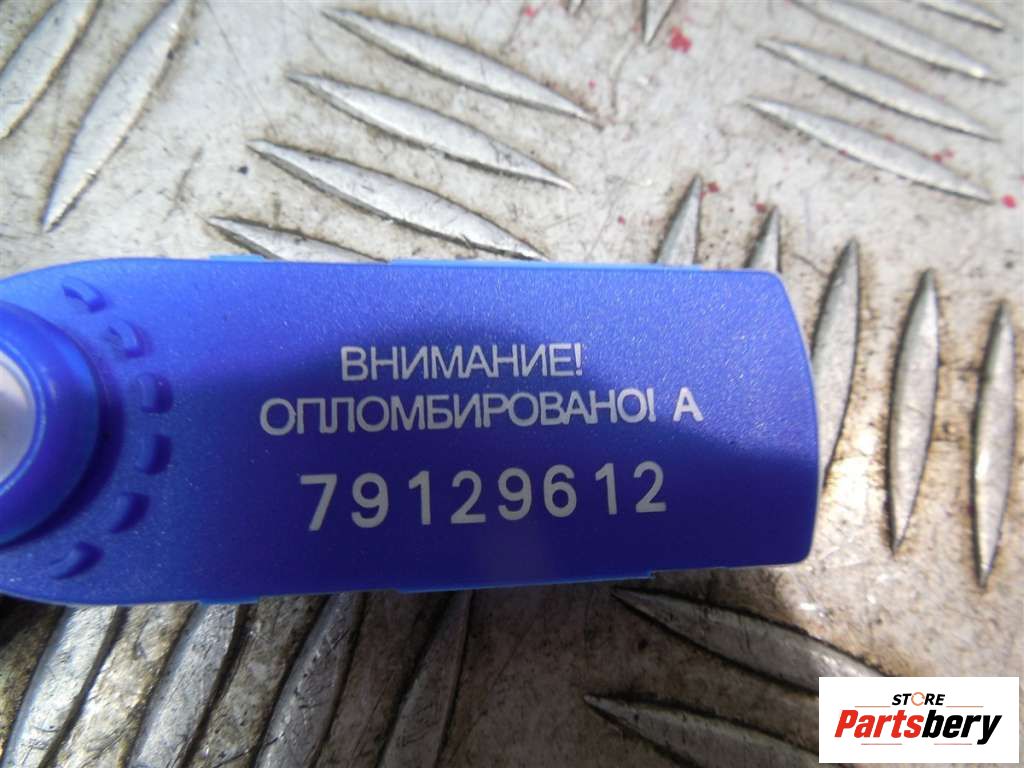 ВНИМАНИЕ!
ОПЛОМБИРОВАНО! А
79129612
STORE
Partsbery